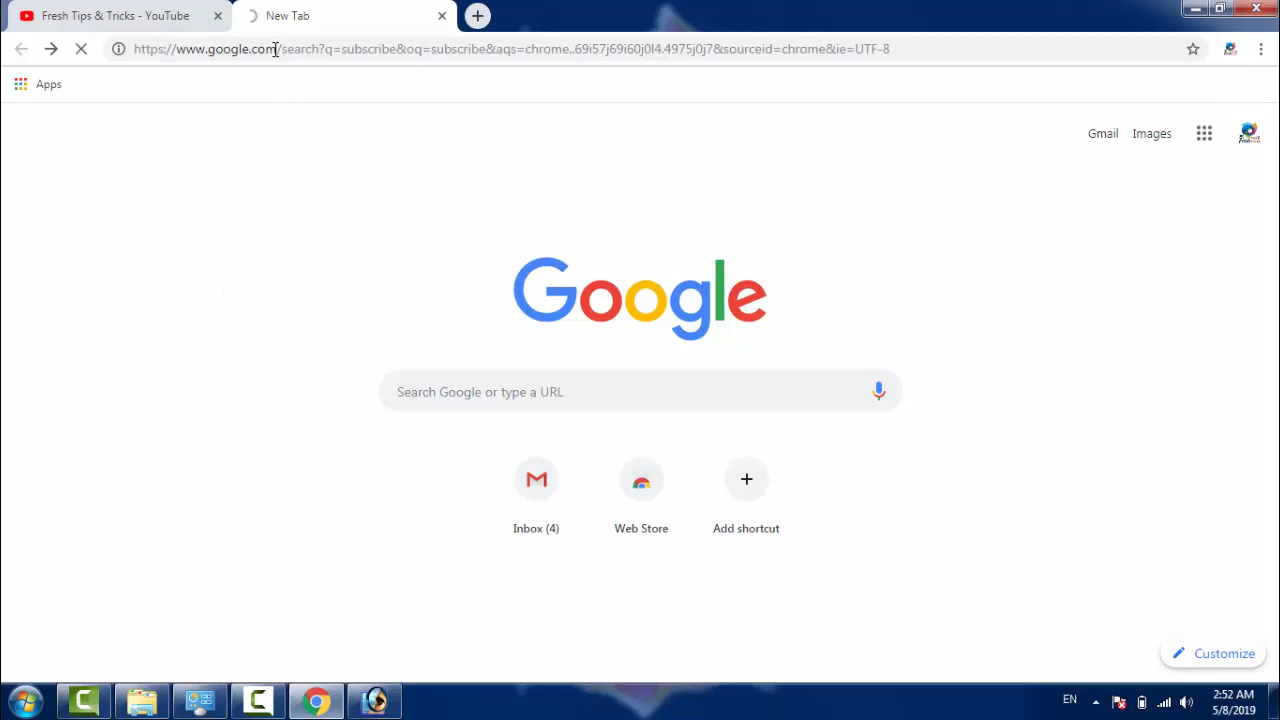 Fresh Tips & Tricks - YouTube
New Tab
https://www.google.com/search?q=subscribe&oq=subscribe&aqs=chrome..69i57j69i60j0l4.4975j0j7&sourceid=chrome&ie=UTF-8
Apps
Gmail Images
Google
Search Google or type a URL
Inbox (4) Web Store Add shortcut
Customize
EN
2:52 AM
5/8/2019